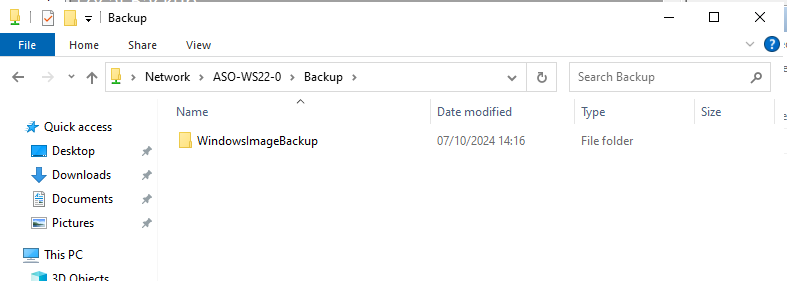 Backup
File Home Share View
Network ASO-WS22-0 Backup Search Backup
Name Date modified Type Size
Quick access
WindowsImageBackup 07/10/2024 14:16 File folder
Desktop
Downloads
Documents
Pictures
This PC
3D Objects